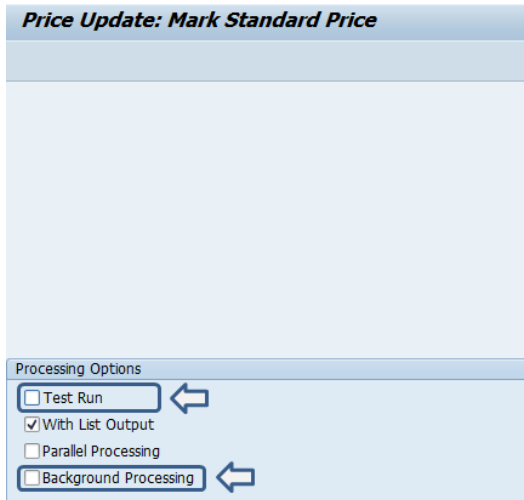 Price Update: Mark Standard Price
Processing Options
Test Run
With List Output
Parallel Processing
Background Processing